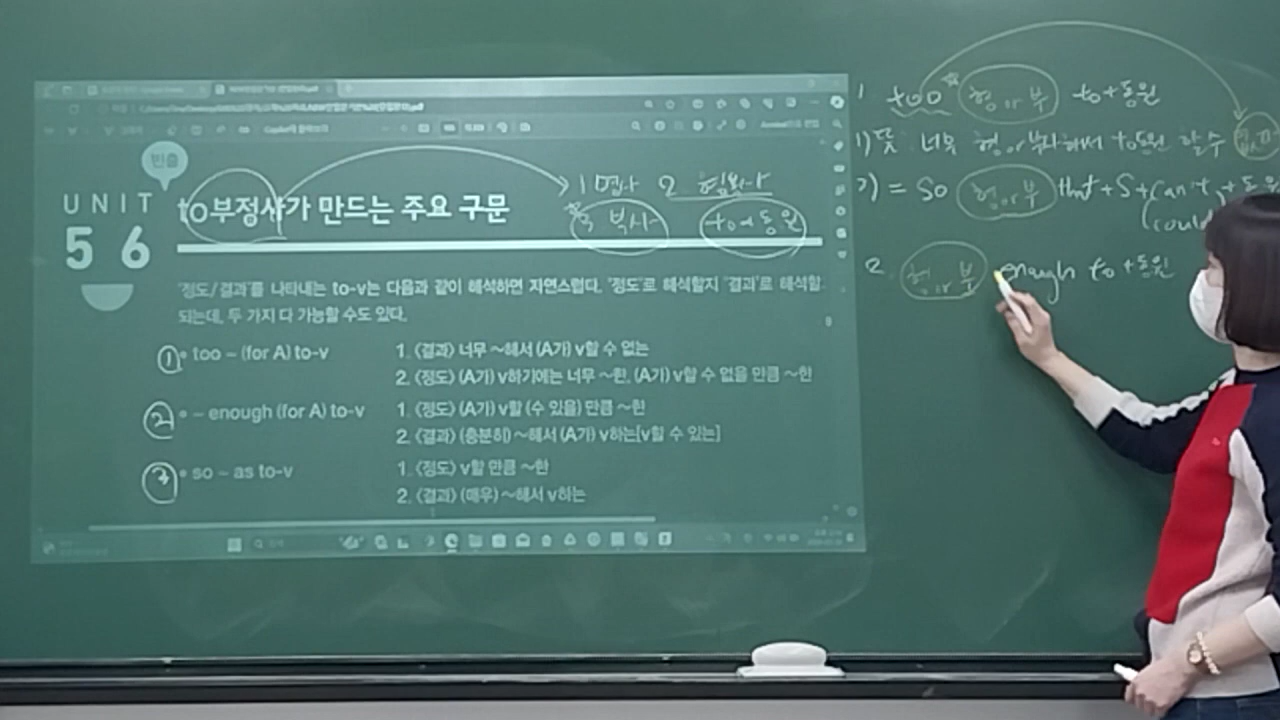 빈출
UNIT
56
to부정사가 만드는 주요 구문
1 명사 2 형용사
3 부사 to+동원
'정도/결과'를 나타내는 to-v는 다음과 같이 해석하면 자연스럽다. '정도'로 해석할지 '결과'로 해석할
되는데, 두 가지 다 가능할 수도 있다.
① • too ~ (for A) to-v
1. 〈결과〉 너무 ~해서 (A가) v할 수 없는
2. 〈정도〉 (A가) v하기에는 너무 ~한, (A가) v할 수 없을 만큼 ~한
② • ~ enough (for A) to-v
1. 〈정도〉 (A가) v할 (수 있을) 만큼 ~한
2. 〈결과〉 (충분히) ~해서 (A가) v하는[v할 수 있는]
③ • so ~ as to-v
1. 〈정도〉 v할 만큼 ~한
2. 〈결과〉 (매우) ~해서 v하는
1 too 형 or 부 to+동원
1) 뜻 너무 형 or 부사해서 to동원 할 수 없다
2) = so 형 or 부 that+S+can't+동원
(could
2. 형 or 부 enough to+동원